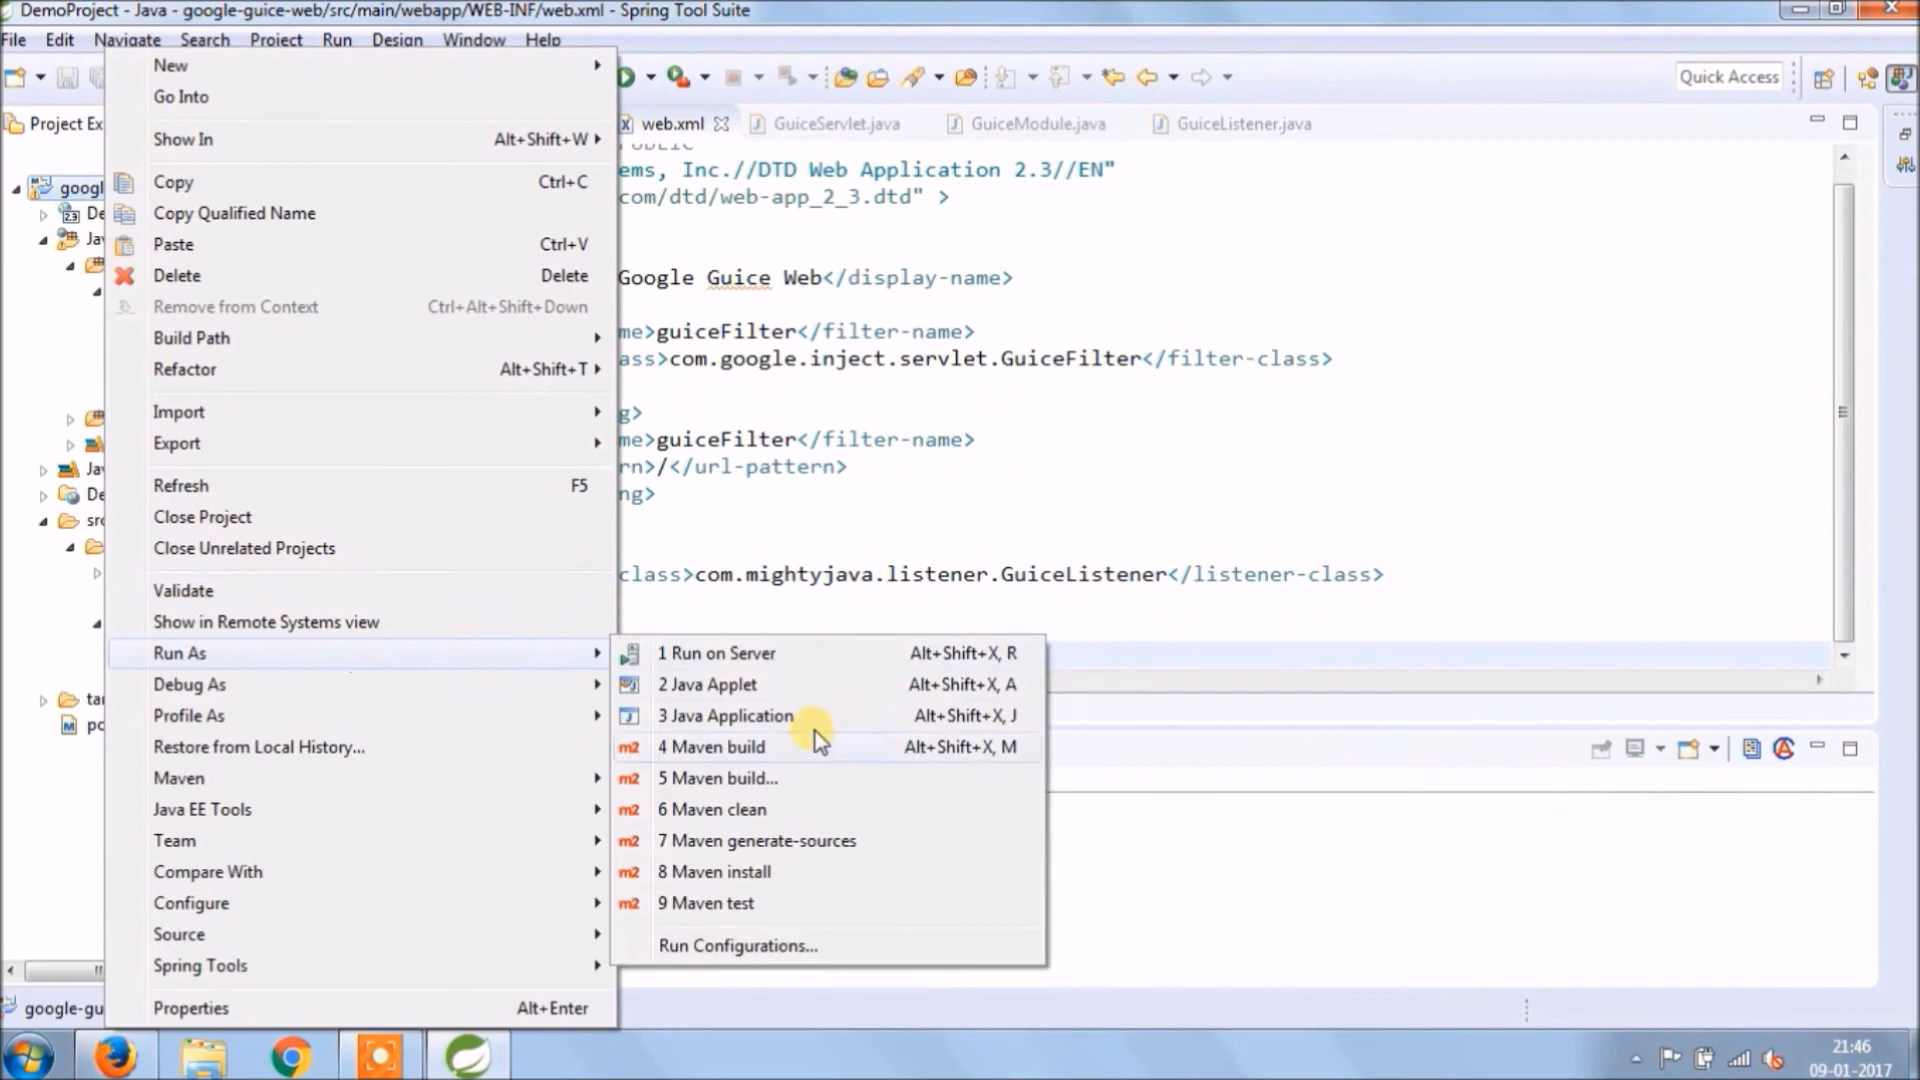 DemoProject - Java - google-guice-web/src/main/webapp/WEB-INF/web.xml - Spring Tool Suite
File Edit Navigate Search Project Run Design Window Help
Quick Access
Project Ex
web.xml GuiceServlet.java GuiceModule.java GuiceListener.java
New
Go Into
Show In Alt+Shift+W
Copy Ctrl+C
Copy Qualified Name
Paste Ctrl+V
Delete Delete
Remove from Context Ctrl+Alt+Shift+Down
Build Path
Refactor Alt+Shift+T
Import
Export
Refresh F5
Close Project
Close Unrelated Projects
Validate
Show in Remote Systems view
Run As
Debug As
Profile As
Restore from Local History...
Maven
Java EE Tools
Team
Compare With
Configure
Source
Spring Tools
Properties Alt+Enter
googl
De
Jav
Jav
De
src
tar
po
PUBLIC
ems, Inc.//DTD Web Application 2.3//EN"
com/dtd/web-app_2_3.dtd" >
Google Guice Web</display-name>
me>guiceFilter</filter-name>
ass>com.google.inject.servlet.GuiceFilter</filter-class>
g>
me>guiceFilter</filter-name>
rn>/</url-pattern>
ng>
class>com.mightyjava.listener.GuiceListener</listener-class>
1 Run on Server Alt+Shift+X, R
2 Java Applet Alt+Shift+X, A
3 Java Application Alt+Shift+X, J
m2 4 Maven build Alt+Shift+X, M
m2 5 Maven build...
m2 6 Maven clean
m2 7 Maven generate-sources
m2 8 Maven install
m2 9 Maven test
Run Configurations...
google-gu
21:46
09-01-2017